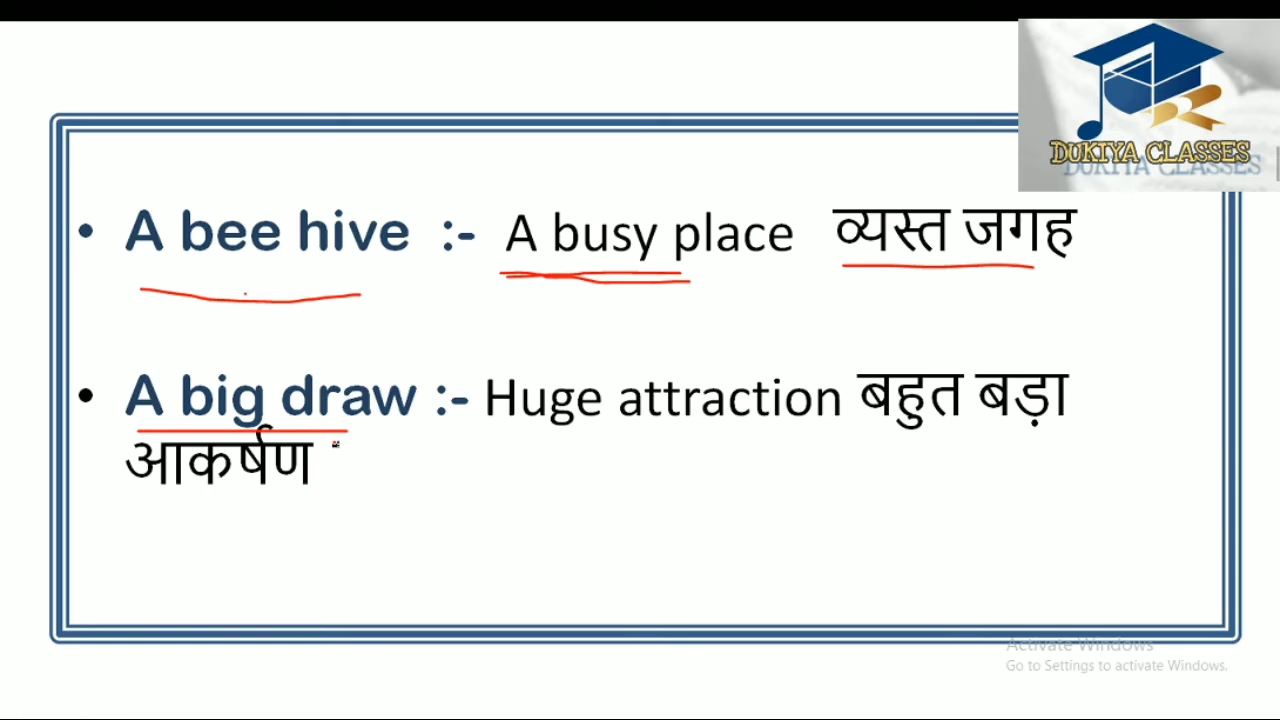 DUKIYA CLASSES
• A bee hive :- A busy place व्यस्त जगह
• A big draw :- Huge attraction बहुत बड़ा
आकर्षण
Activate Windows
Go to Settings to activate Windows.